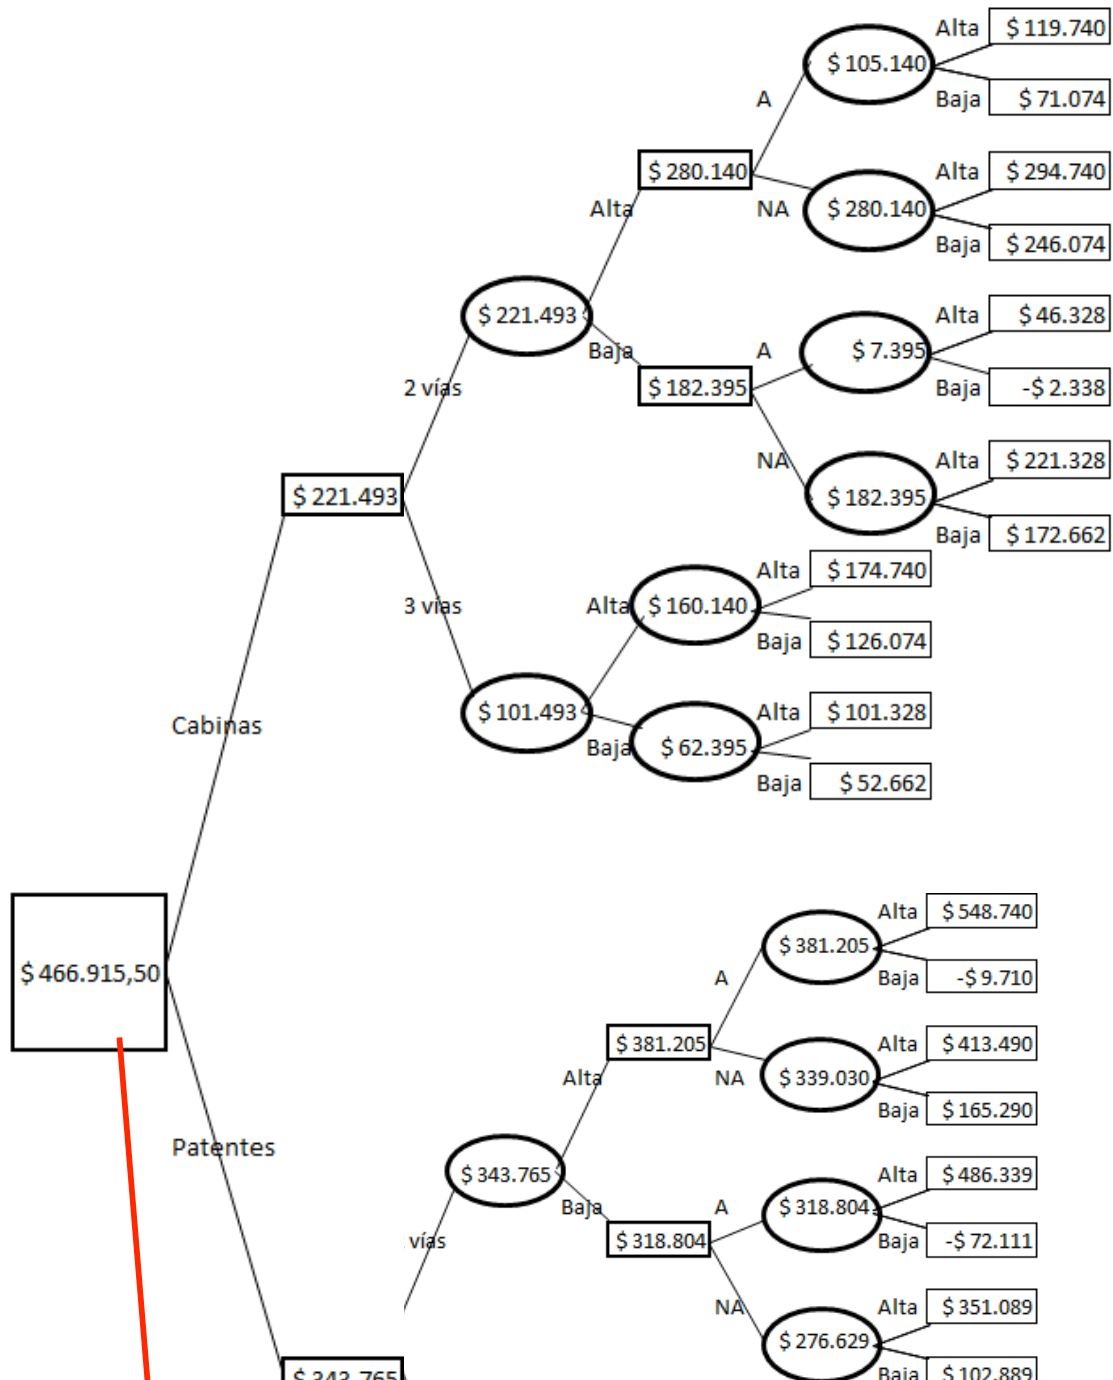 Alta $ 119.740
$ 105.140
Baja $ 71.074
A
$ 280.140
Alta $ 294.740
Alta NA $ 280.140
Baja $ 246.074
$ 221.493
Alta $ 46.328
Baja A $ 7.395
$ 182.395 Baja -$ 2.338
2 vías
NA Alta $ 221.328
$ 221.493 $ 182.395
Baja $ 172.662
Alta $ 174.740
3 vías Alta $ 160.140
Baja $ 126.074
$ 101.493 Alta $ 101.328
Cabinas
Baja $ 62.395
Baja $ 52.662
Alta $ 548.740
$ 381.205
$ 466.915,50 A Baja -$ 9.710
$ 381.205 Alta $ 413.490
Alta NA $ 339.030
Baja $ 165.290
Patentes
$ 343.765 Alta $ 486.339
Baja A $ 318.804
vías $ 318.804 Baja -$ 72.111
NA Alta $ 351.089
$ 276.629
$ 343.765 Baja $ 102.889